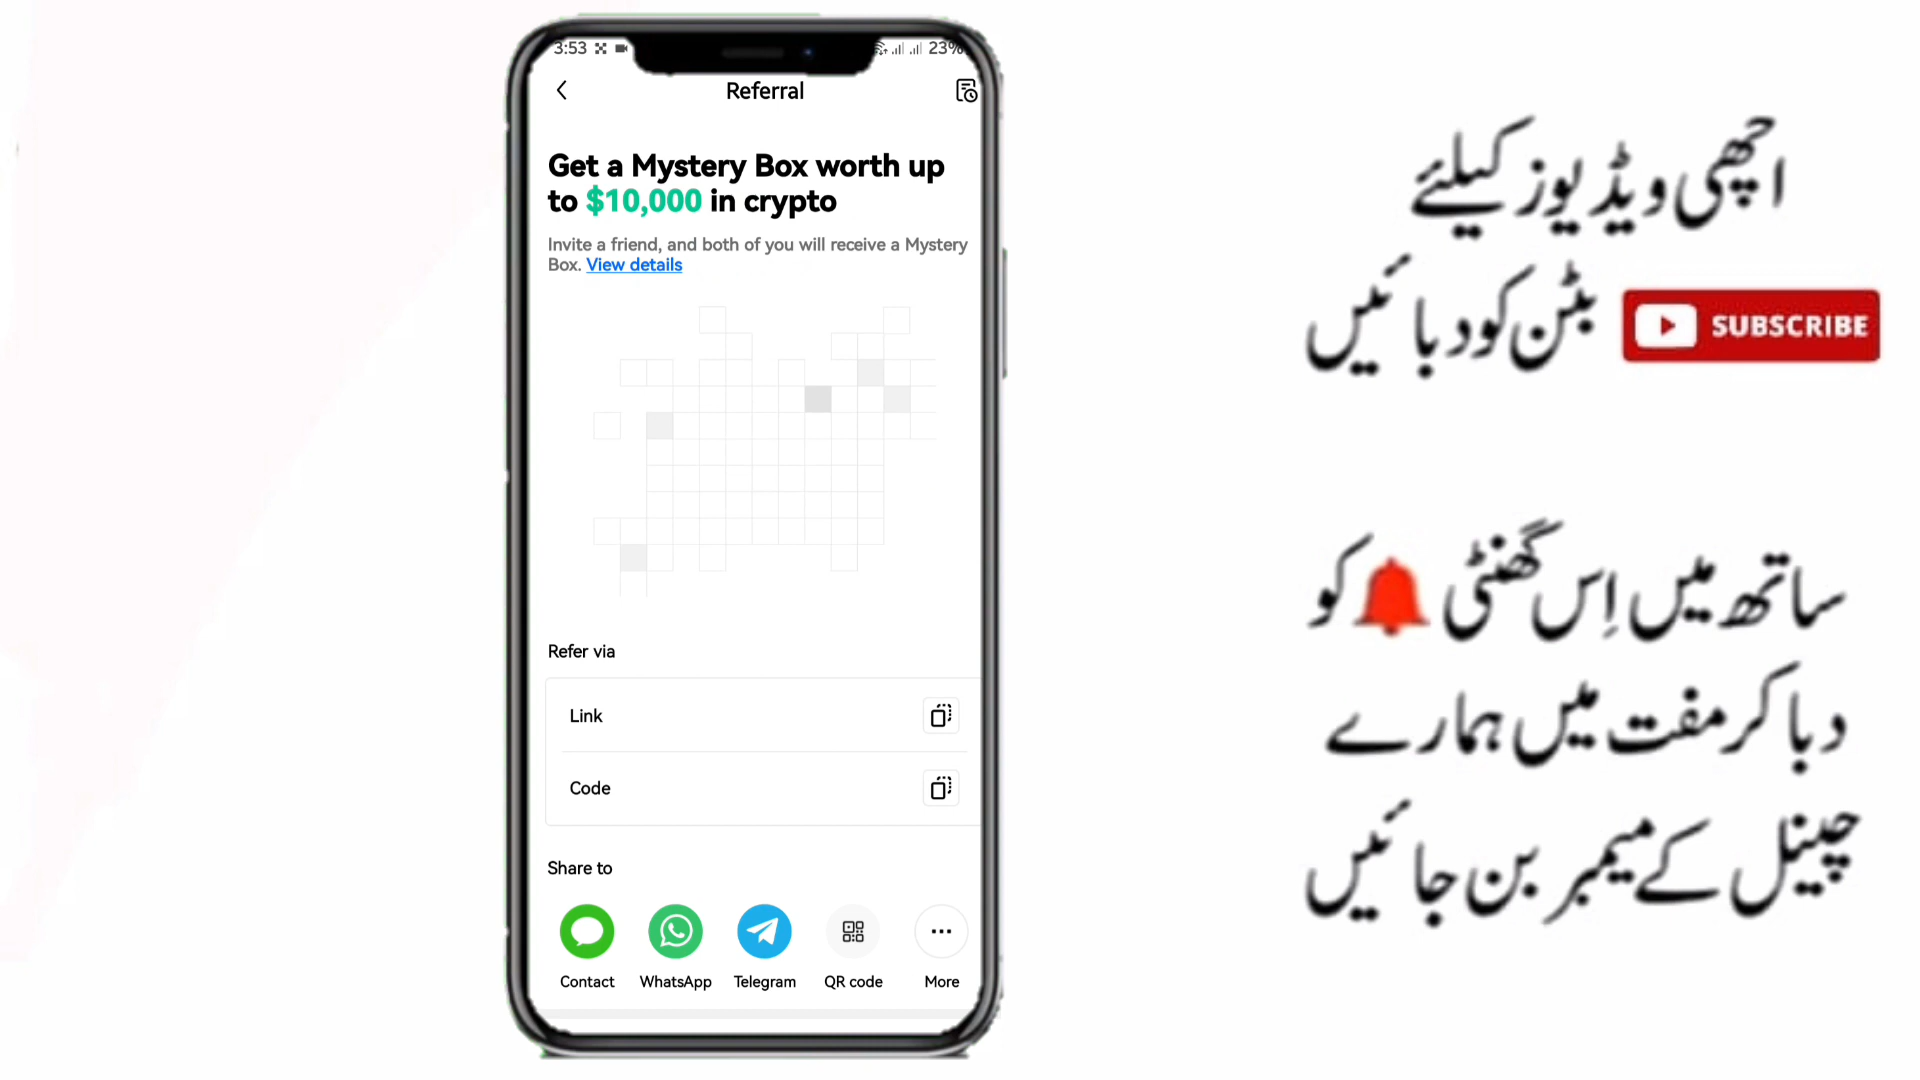 3:53
23%
Referral
Get a Mystery Box worth up
to $10,000 in crypto
Invite a friend, and both of you will receive a Mystery
Box. View details
Refer via
Link
Code
Share to
Contact WhatsApp Telegram QR code More
اچھی ویڈیوز کیلئے
SUBSCRIBE بٹن کو دبائیں
ساتھ میں اِس گھنٹی کو
دبا کر مفت میں ہمارے
چینل کے میمبر بن جائیں